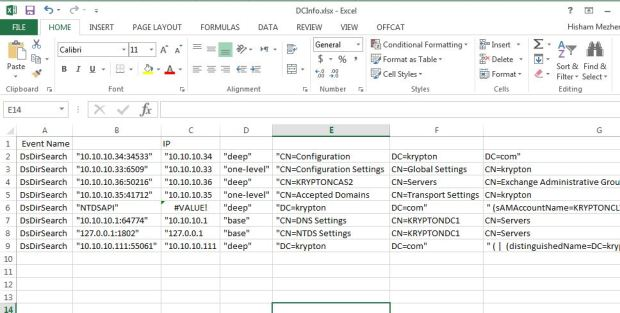 DCInfo.xlsx - Excel
FILE HOME INSERT PAGE LAYOUT FORMULAS DATA REVIEW VIEW OFFCAT Hisham Mezher
Calibri 11 A A General Conditional Formatting Insert
Paste Format as Table Delete Sort & Find &
B I U A $ % , Cell Styles Format Filter Select
Clipboard Font Alignment Number Styles Cells Editing
E14 fx
A B C D E F G
1 Event Name IP
2 DsDirSearch "10.10.10.34:34533" "10.10.10.34 "deep" "CN=Configuration DC=krypton DC=com"
3 DsDirSearch "10.10.10.33:6509" "10.10.10.33 "one-level" "CN=Configuration Settings CN=Global Settings CN=krypton
4 DsDirSearch "10.10.10.36:50216" "10.10.10.36 "deep" "CN=KRYPTONCAS2 CN=Servers CN=Exchange Administrative Group
5 DsDirSearch "10.10.10.35:41712" "10.10.10.35 "one-level" "CN=Accepted Domains CN=Transport Settings CN=krypton
6 DsDirSearch "NTDSAPI" #VALUE! "deep" "DC=krypton DC=com" " (sAMAccountName=KRYPTONCL
7 DsDirSearch "10.10.10.1:64774" "10.10.10.1 "base" "CN=DNS Settings CN=KRYPTONDC1 CN=Servers
8 DsDirSearch "127.0.0.1:1802" "127.0.0.1 "base" "CN=NTDS Settings CN=KRYPTONDC1 CN=Servers
9 DsDirSearch "10.10.10.111:55061" "10.10.10.111 "deep" "DC=krypton DC=com" " ( | (distinguishedName=DC=kryp
10
11
12
13
14